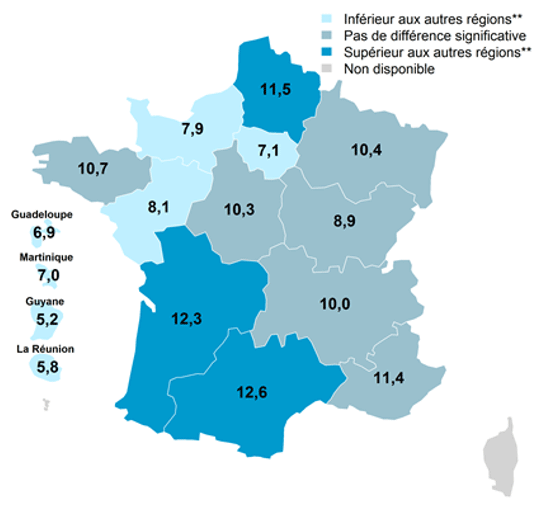 Inférieur aux autres régions**
Pas de différence significative
Supérieur aux autres régions**
Non disponible
11,5
7,9
7,1
10,4
10,7
8,1
10,3
8,9
Guadeloupe
6,9
Martinique
7,0
Guyane
5,2
La Réunion
5,8
12,3
10,0
12,6
11,4